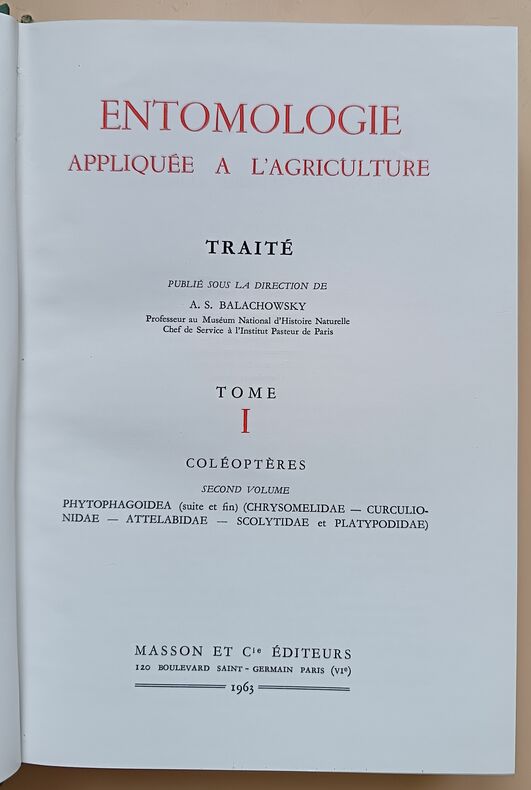 ENTOMOLOGIE
APPLIQUÉE A L'AGRICULTURE
TRAITÉ
PUBLIÉ SOUS LA DIRECTION DE
A. S. BALACHOWSKY
Professeur au Muséum National d'Histoire Naturelle
Chef de Service à l'Institut Pasteur de Paris
TOME
I
COLÉOPTÈRES
SECOND VOLUME
PHYTOPHAGOIDEA (suite et fin) (CHRYSOMELIDAE — CURCULIO-
NIDAE — ATTELABIDAE — SCOLYTIDAE et PLATYPODIDAE)
MASSON ET Cie ÉDITEURS
120 BOULEVARD SAINT-GERMAIN PARIS (VIe)
1963